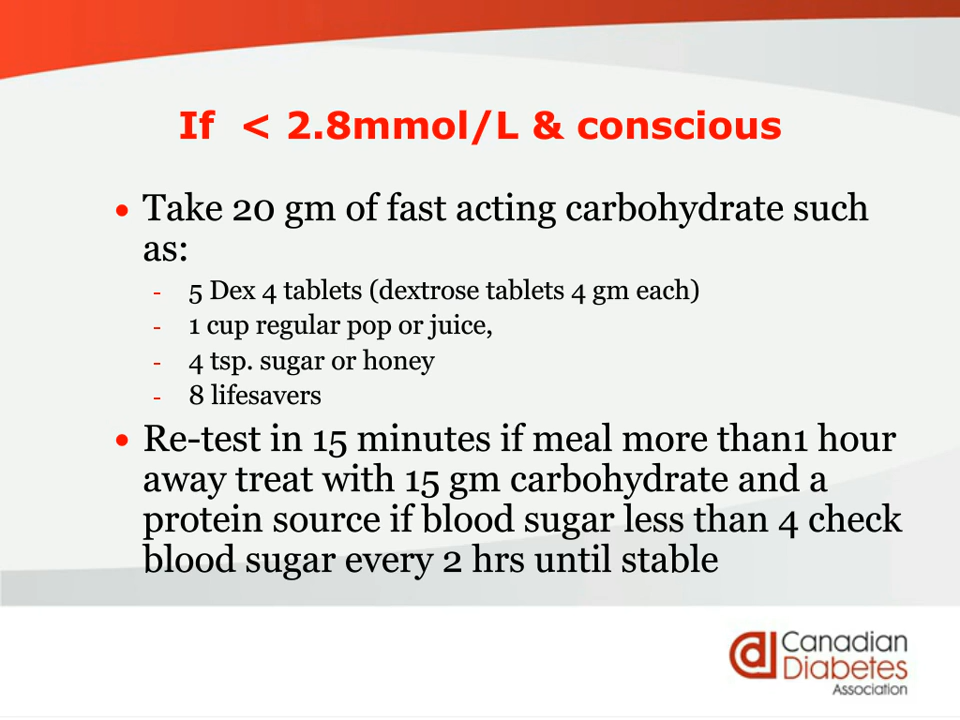 If < 2.8mmol/L & conscious
• Take 20 gm of fast acting carbohydrate such
as:
- 5 Dex 4 tablets (dextrose tablets 4 gm each)
- 1 cup regular pop or juice,
- 4 tsp. sugar or honey
- 8 lifesavers
• Re-test in 15 minutes if meal more than1 hour
away treat with 15 gm carbohydrate and a
protein source if blood sugar less than 4 check
blood sugar every 2 hrs until stable
Canadian
Diabetes
Association